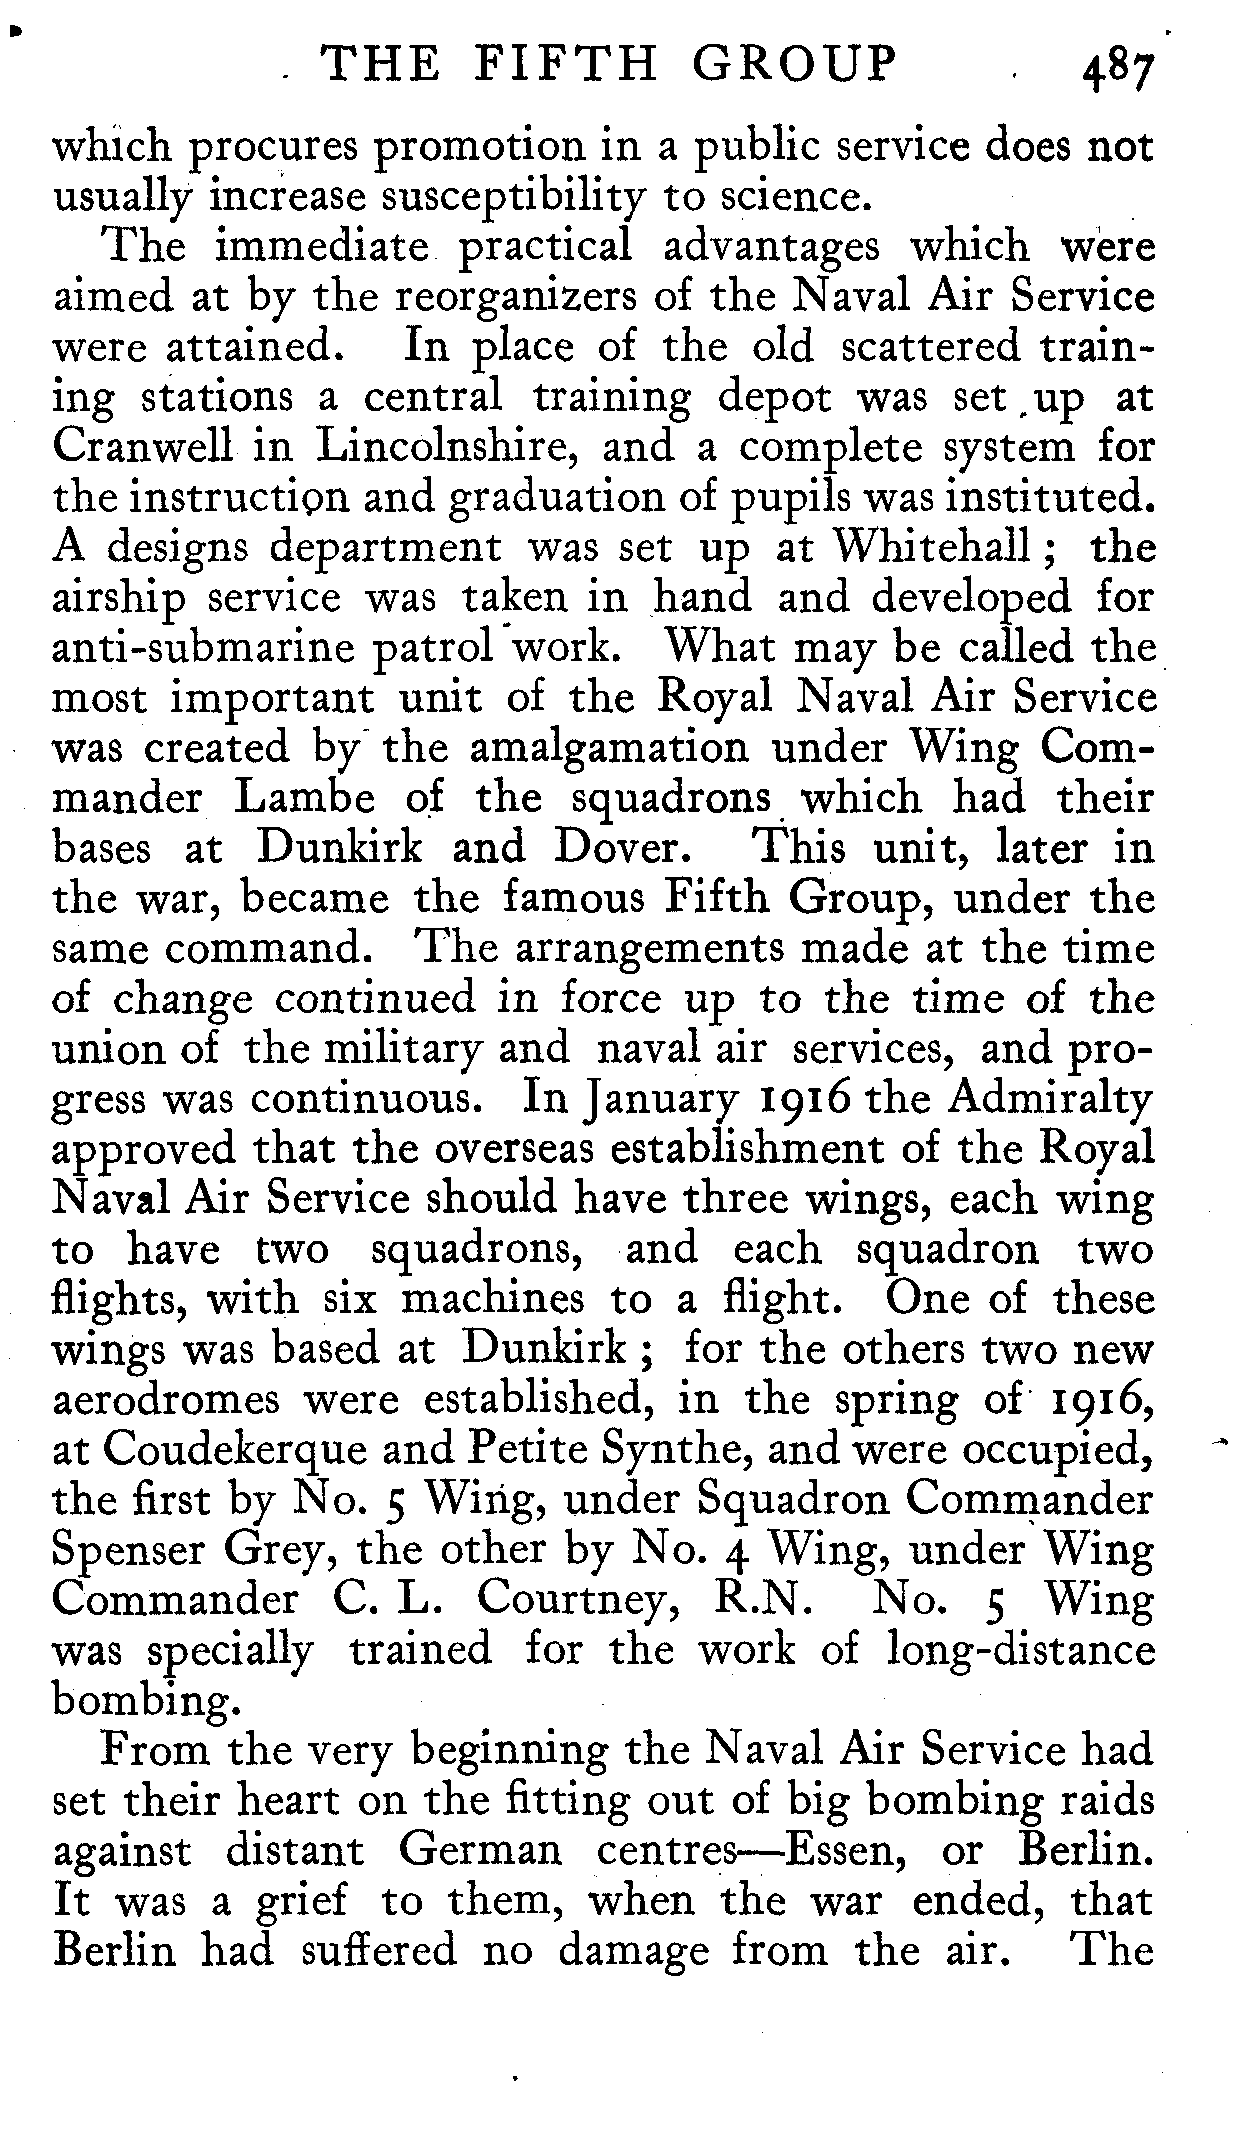 THE FIFTH GROUP 487
which procures promotion in a public service does not
usually increase susceptibility to science.
The immediate practical advantages which were
aimed at by the reorganizers of the Naval Air Service
were attained. In place of the old scattered train-
ing stations a central training depot was set up at
Cranwell in Lincolnshire, and a complete system for
the instruction and graduation of pupils was instituted.
A designs department was set up at Whitehall ; the
airship service was taken in hand and developed for
anti-submarine patrol work. What may be called the
most important unit of the Royal Naval Air Service
was created by the amalgamation under Wing Com-
mander Lambe of the squadrons which had their
bases at Dunkirk and Dover. This unit, later in
the war, became the famous Fifth Group, under the
same command. The arrangements made at the time
of change continued in force up to the time of the
union of the military and naval air services, and pro-
gress was continuous. In January 1916 the Admiralty
approved that the overseas establishment of the Royal
Naval Air Service should have three wings, each wing
to have two squadrons, and each squadron two
flights, with six machines to a flight. One of these
wings was based at Dunkirk ; for the others two new
aerodromes were established, in the spring of 1916,
at Coudekerque and Petite Synthe, and were occupied,
the first by No. 5 Wing, under Squadron Commander
Spenser Grey, the other by No. 4 Wing, under Wing
Commander C. L. Courtney, R.N. No. 5 Wing
was specially trained for the work of long-distance
bombing.
From the very beginning the Naval Air Service had
set their heart on the fitting out of big bombing raids
against distant German centres—Essen, or Berlin.
It was a grief to them, when the war ended, that
Berlin had suffered no damage from the air. The